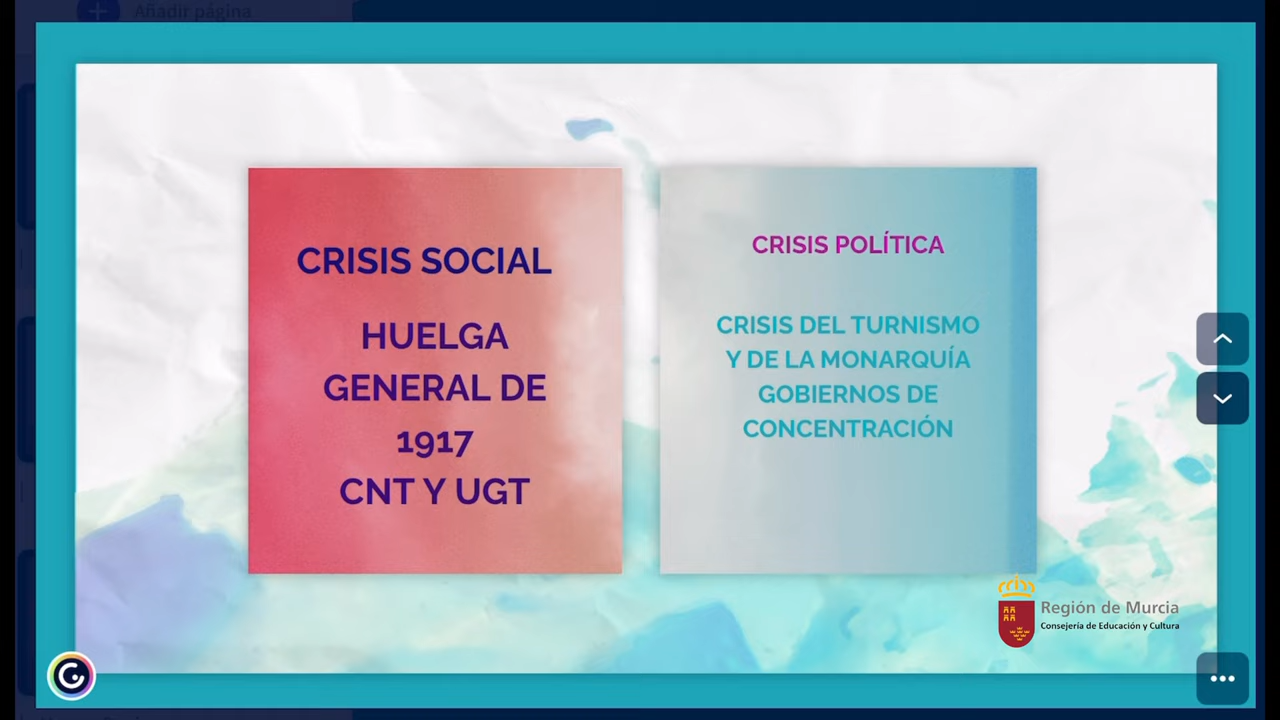 Añadir página
CRISIS SOCIAL
HUELGA
GENERAL DE
1917
CNT Y UGT
CRISIS POLÍTICA
CRISIS DEL TURNISMO
Y DE LA MONARQUÍA
GOBIERNOS DE
CONCENTRACIÓN
Región de Murcia
Consejería de Educación y Cultura